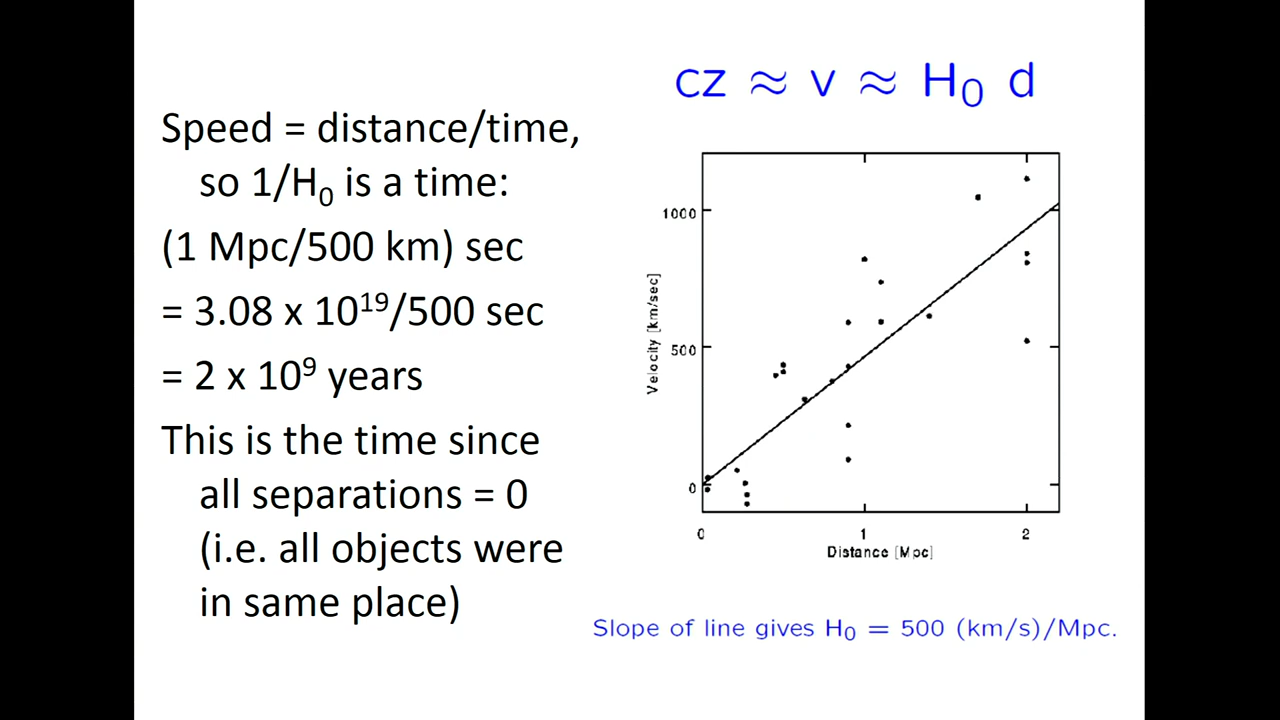 cz ≈ v ≈ H₀ d
Speed = distance/time,
so 1/H₀ is a time:
(1 Mpc/500 km) sec
= 3.08 x 10¹⁹/500 sec
= 2 x 10⁹ years
This is the time since
all separations = 0
(i.e. all objects were
in same place)
1000
500
0
Velocity [km/sec]
0 1 2
Distance [Mpc]
Slope of line gives H₀ = 500 (km/s)/Mpc.